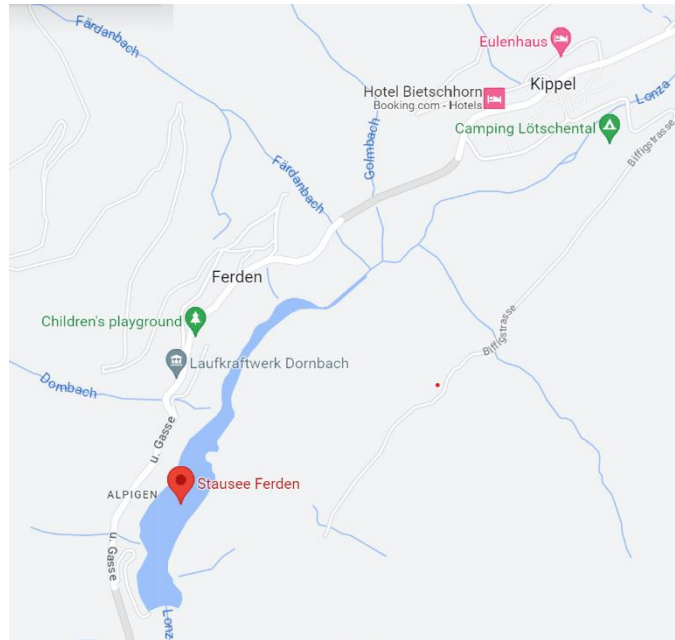 Färdanbach
Eulenhaus
Kippel
Hotel Bietschhorn
Booking.com - Hotels
Lonza
Camping Lötschental
Biffigstrasse
Golmbach
Färdanbach
Ferden
Children's playground
Biffigstrasse
Laufkraftwerk Dornbach
Dornbach
u. Gasse
Stausee Ferden
ALPIGEN
u. Gasse
Lonza